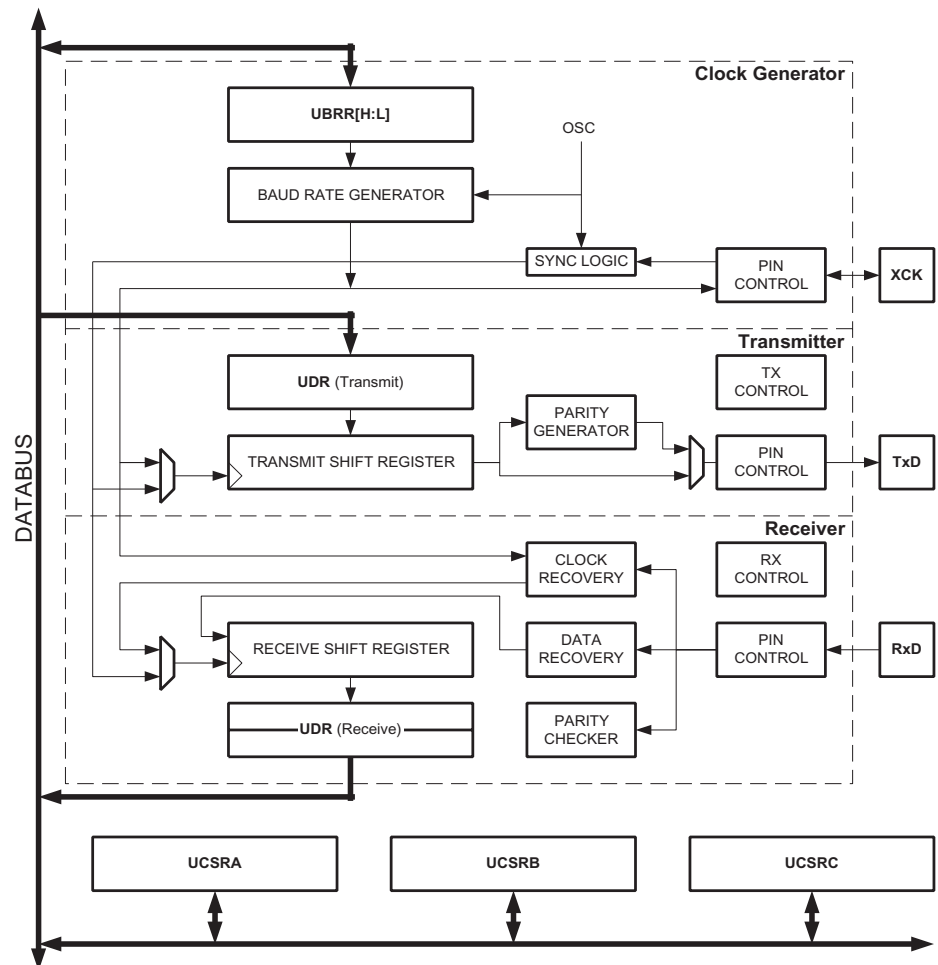 Clock Generator
UBRR[H:L]
OSC
BAUD RATE GENERATOR
SYNC LOGIC
PIN
CONTROL
XCK
Transmitter
UDR (Transmit)
TX
CONTROL
PARITY
GENERATOR
TRANSMIT SHIFT REGISTER
PIN
CONTROL
TxD
DATABUS
Receiver
CLOCK
RECOVERY
RX
CONTROL
RECEIVE SHIFT REGISTER
DATA
RECOVERY
PIN
CONTROL
RxD
UDR (Receive)
PARITY
CHECKER
UCSRA
UCSRB
UCSRC